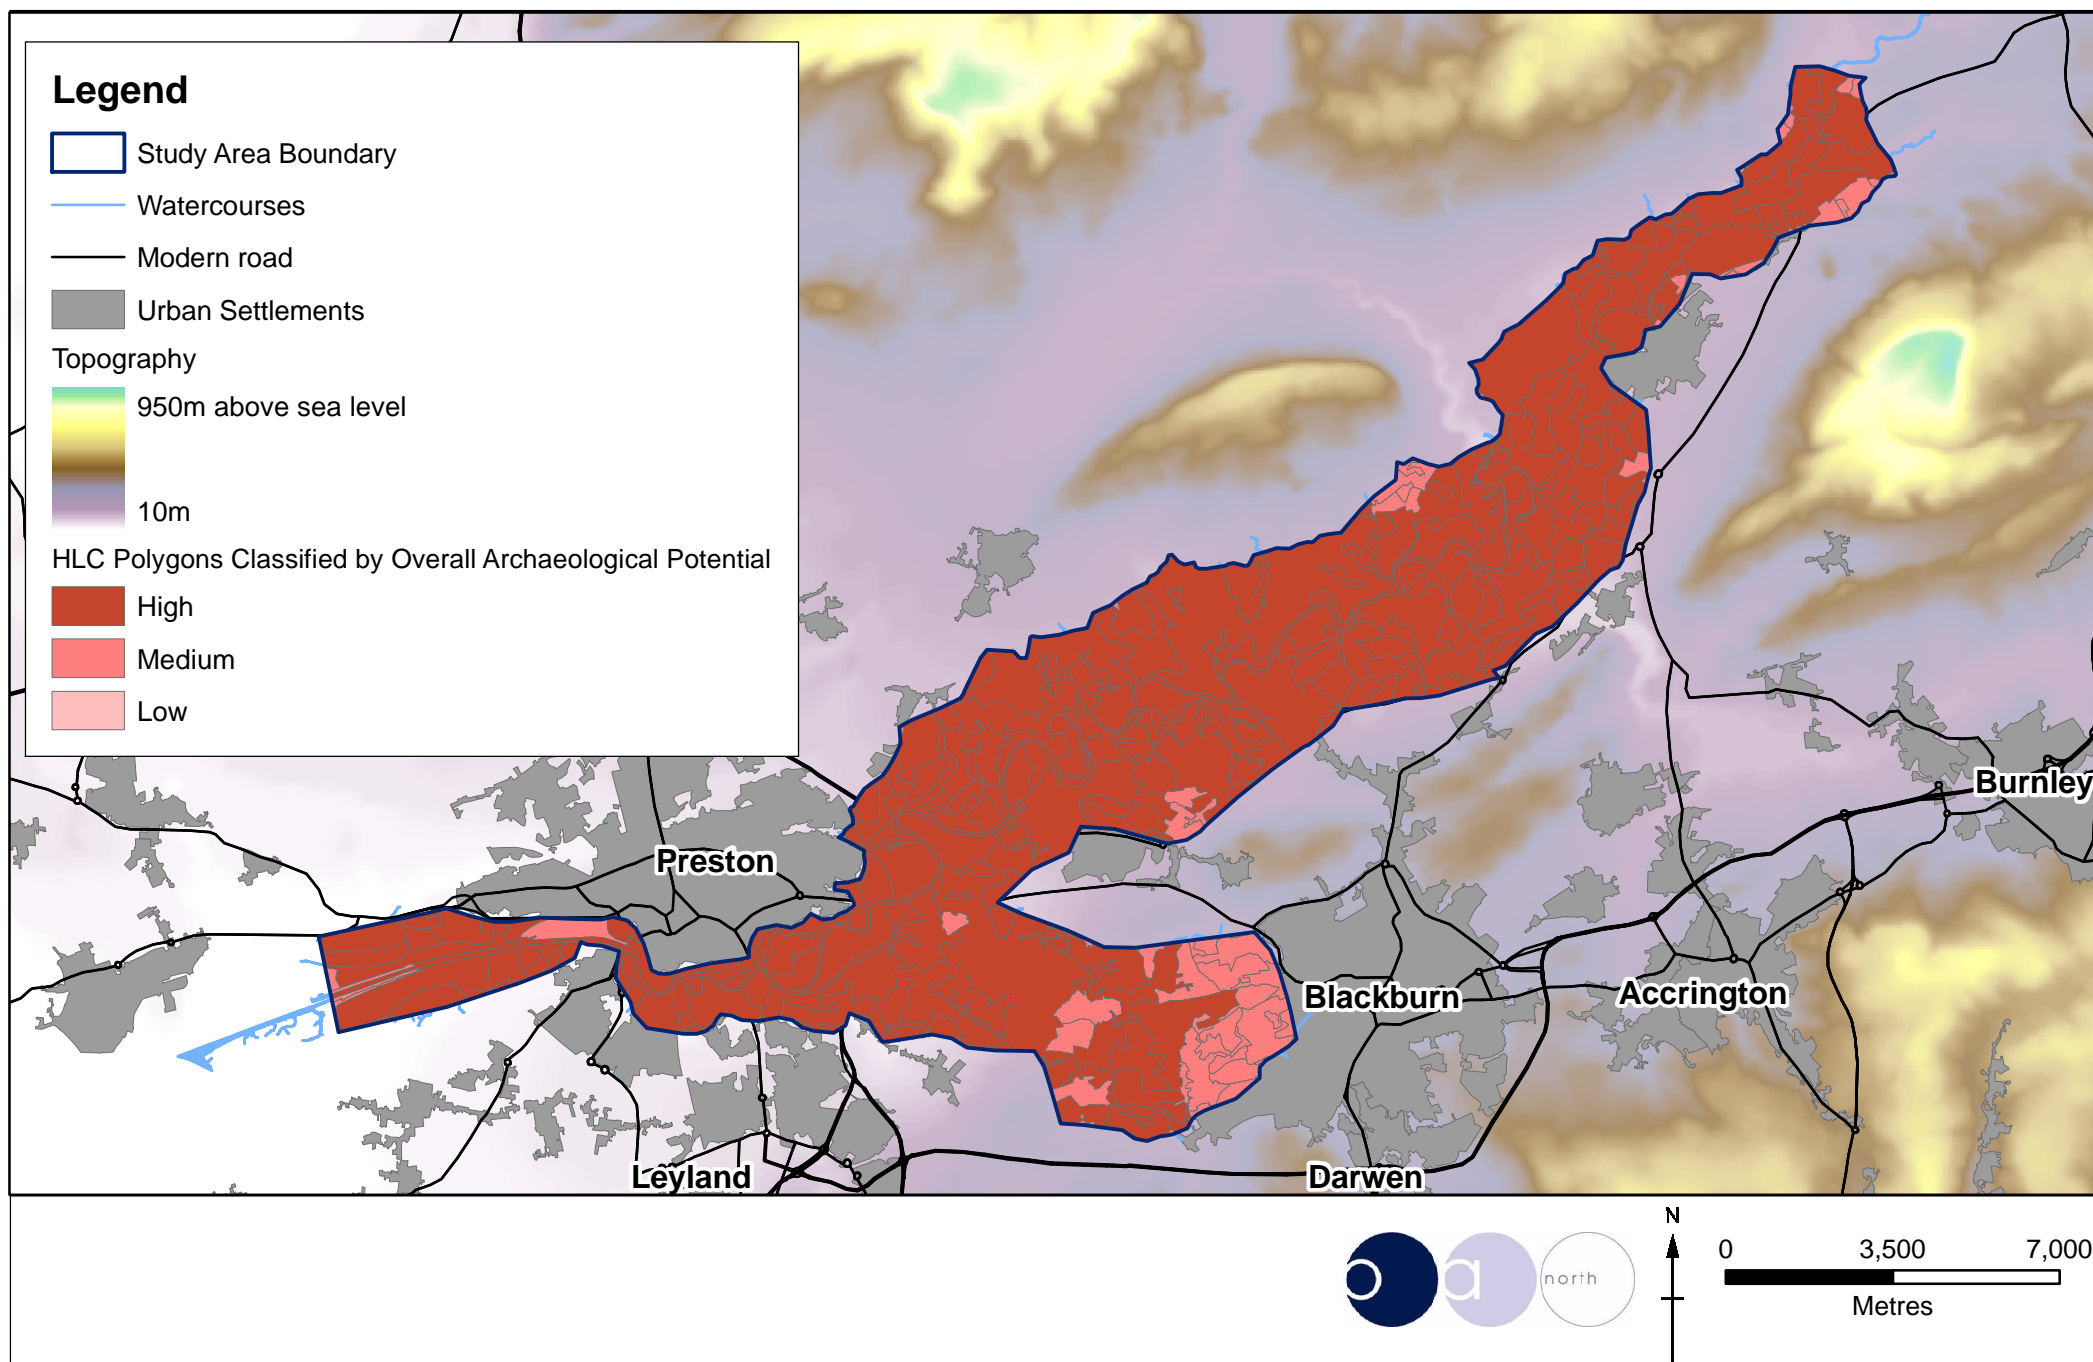 Legend
Study Area Boundary
Watercourses
Modern road
Urban Settlements
Topography
950m above sea level
10m
HLC Polygons Classified by Overall Archaeological Potential
High
Medium
Low
Burnley
Preston
Blackburn
Accrington
Leyland
Darwen
o a north
N
0 3,500 7,000
Metres